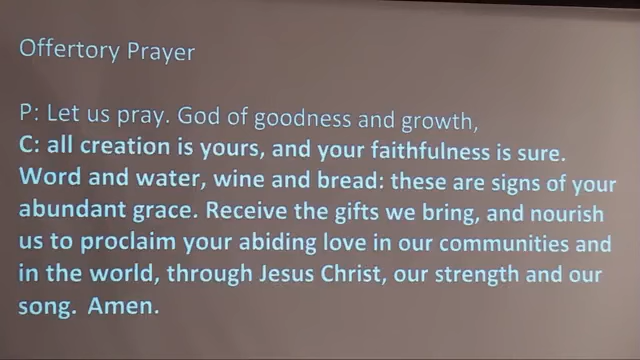 Offertory Prayer
P: Let us pray. God of goodness and growth,
C: all creation is yours, and your faithfulness is sure.
Word and water, wine and bread: these are signs of your
abundant grace. Receive the gifts we bring, and nourish
us to proclaim your abiding love in our communities and
in the world, through Jesus Christ, our strength and our
song. Amen.